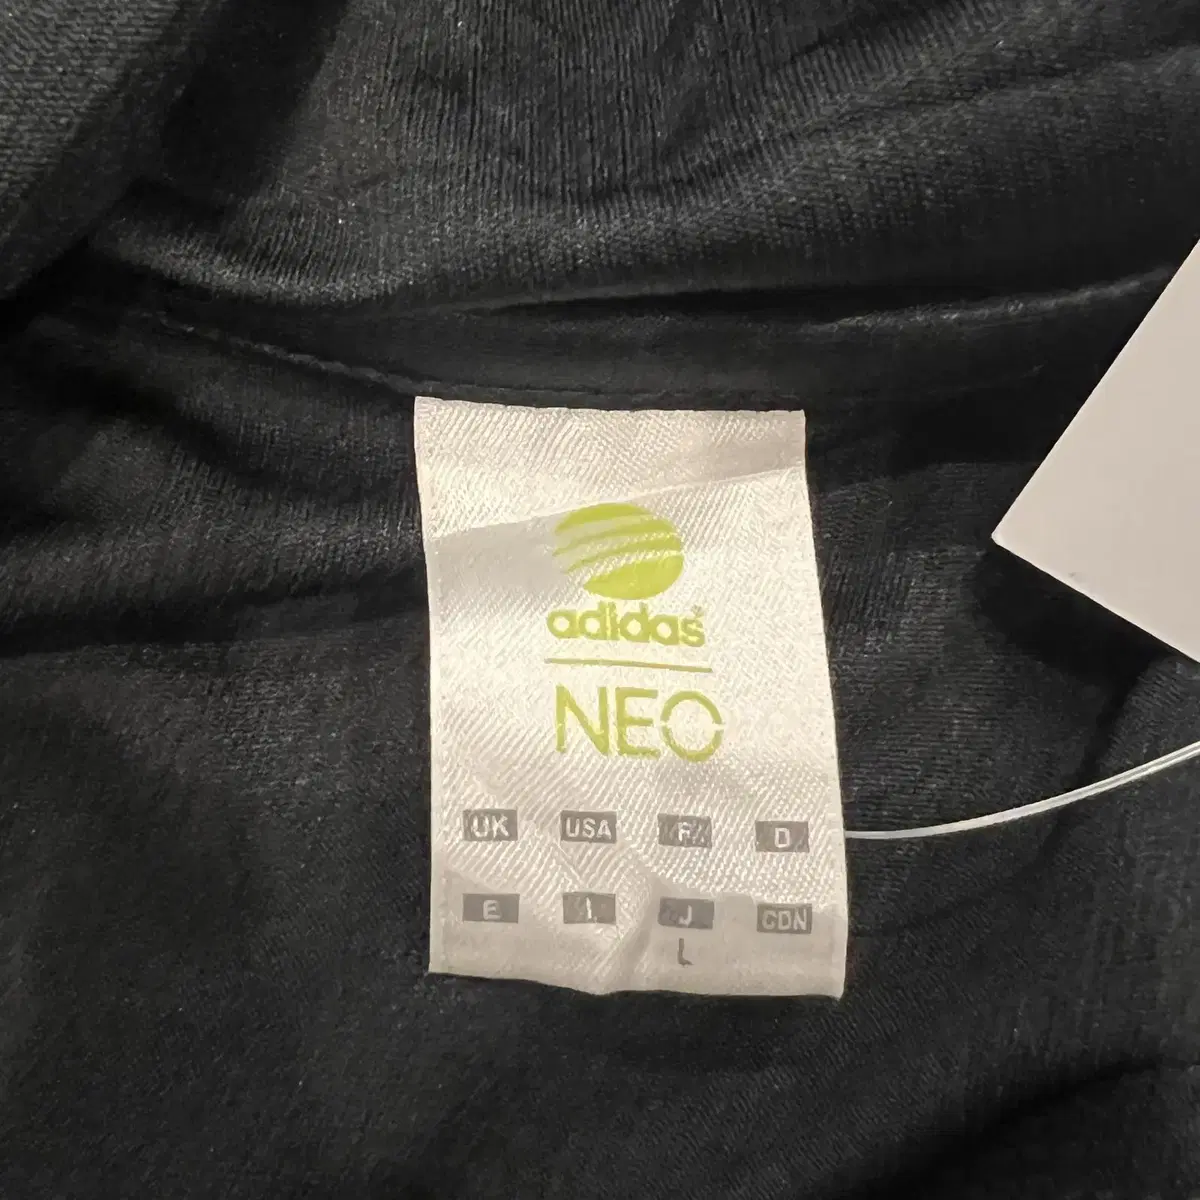 adidas®
NEO
UK USA F D
E I J CDN
L